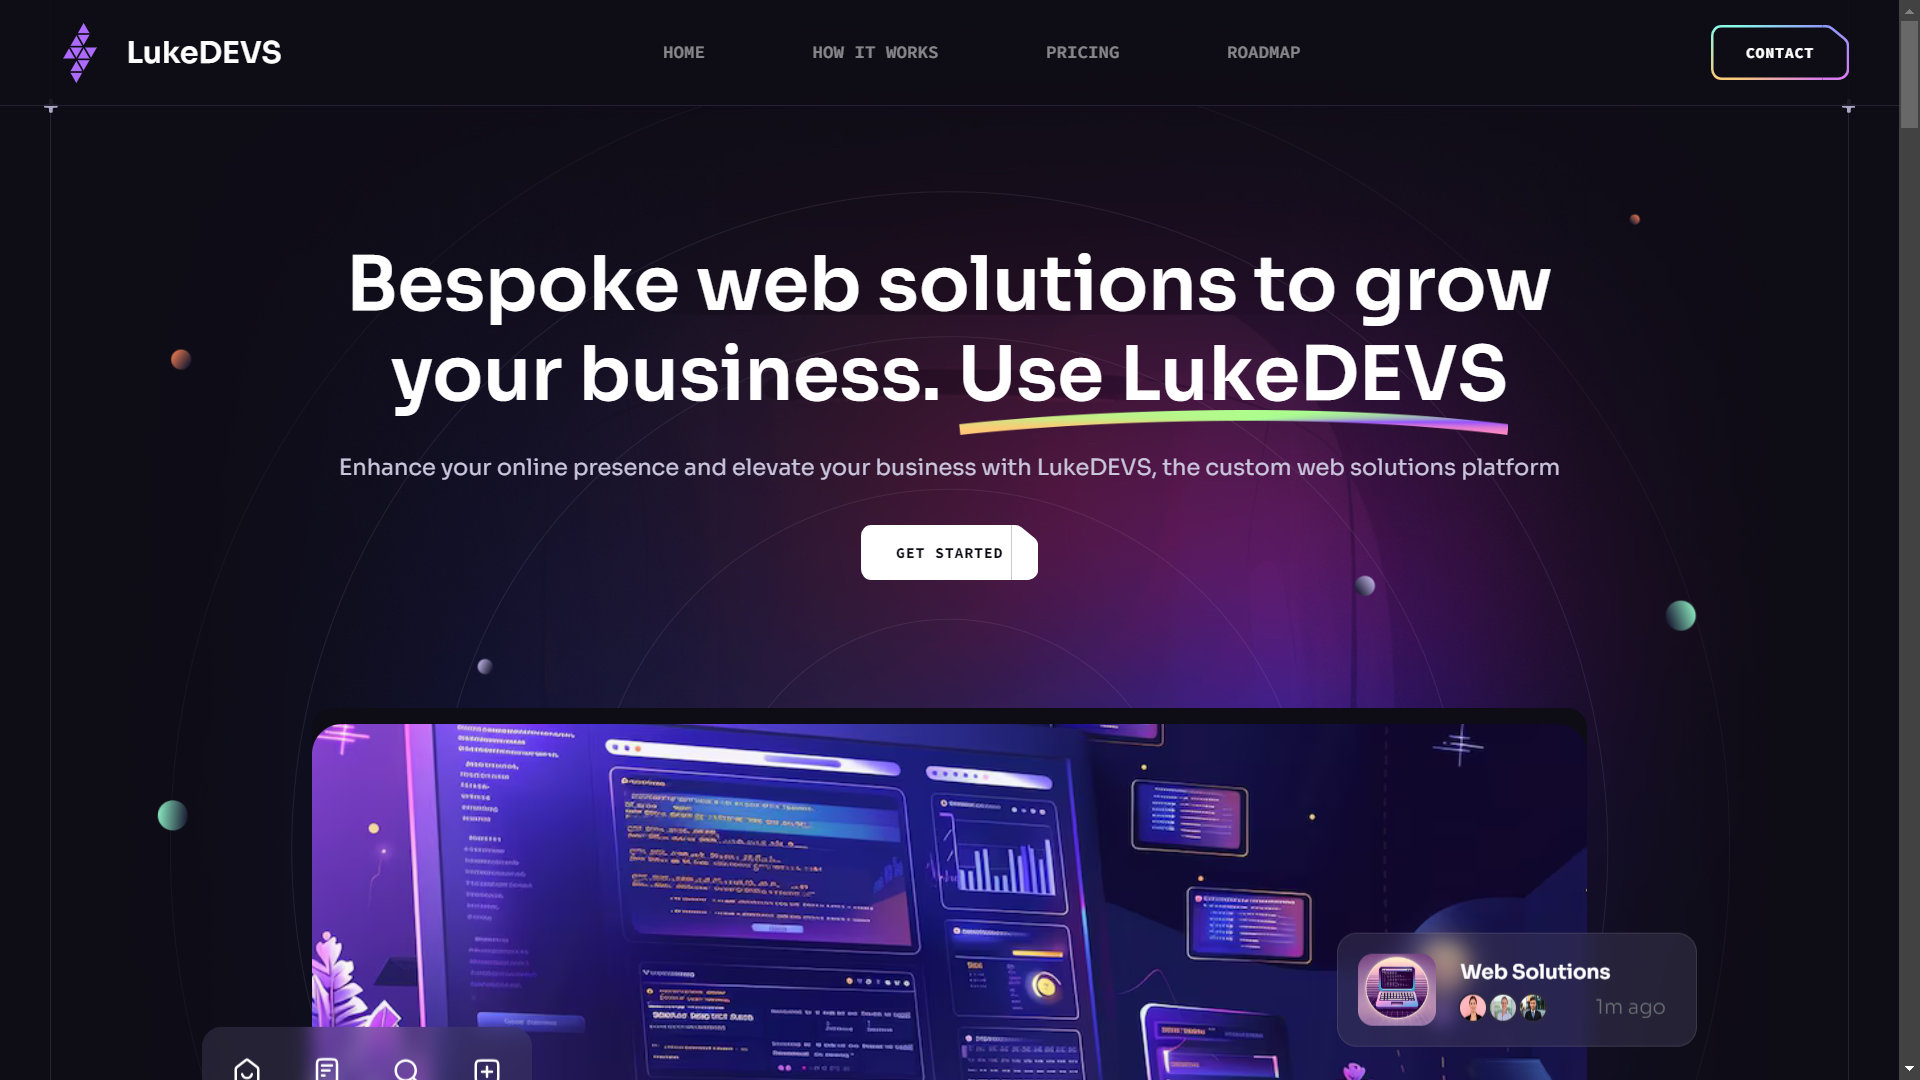 LukeDEVS
HOME
HOW IT WORKS
PRICING
ROADMAP
CONTACT
Bespoke web solutions to grow
your business. Use LukeDEVS
Enhance your online presence and elevate your business with LukeDEVS, the custom web solutions platform
GET STARTED
Web Solutions
1m ago